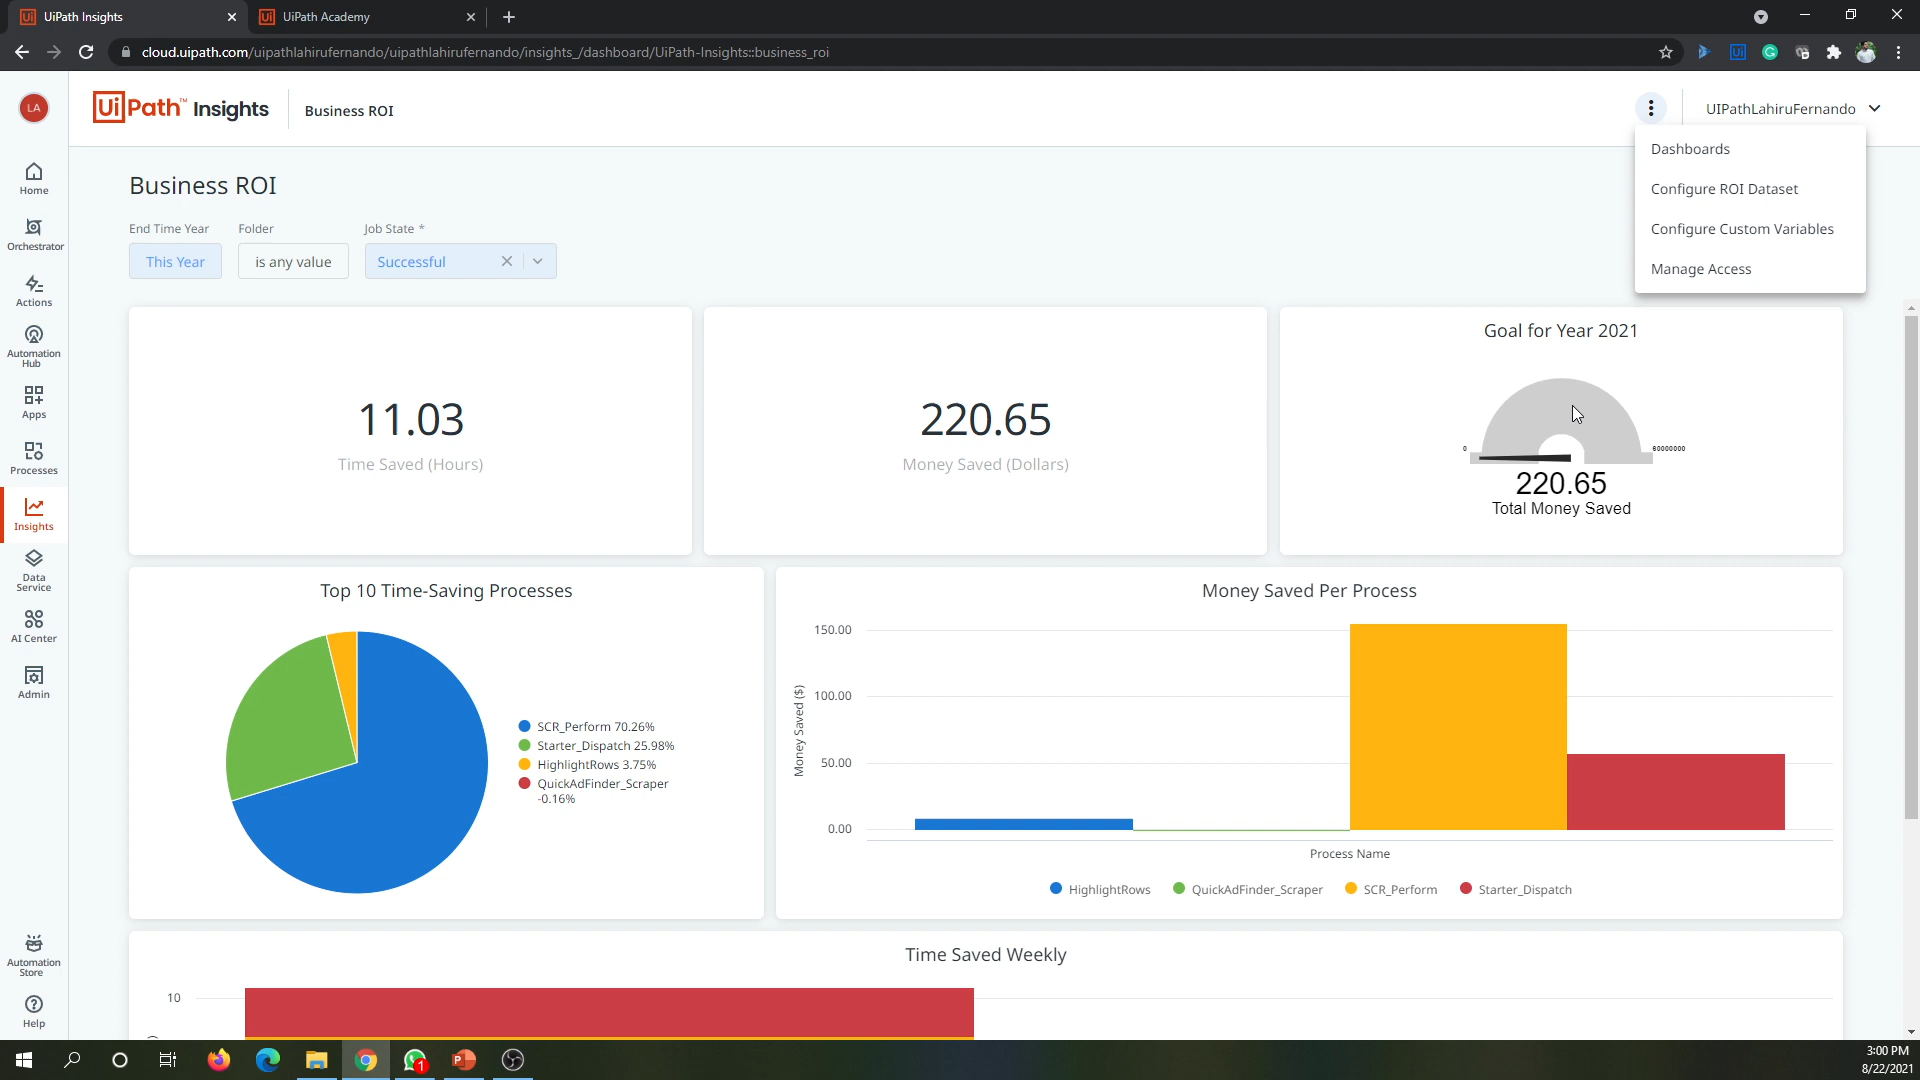 UiPath Insights
UiPath Academy
cloud.uipath.com/uipathlahirufernando/uipathlahirufernando/insights_/dashboard/UiPath-Insights::business_roi
LA
UiPath™ Insights
Business ROI
UIPathLahiruFernando
Dashboards
Configure ROI Dataset
Configure Custom Variables
Manage Access
Home
Orchestrator
Actions
Automation
Hub
Apps
Processes
Insights
Data
Service
AI Center
Admin
Automation
Store
Help
Business ROI
End Time Year
Folder
Job State *
This Year
is any value
Successful
11.03
Time Saved (Hours)
220.65
Money Saved (Dollars)
Goal for Year 2021
0
220.65
Total Money Saved
Top 10 Time-Saving Processes
SCR_Perform 70.26%
Starter_Dispatch 25.98%
HighlightRows 3.75%
QuickAdFinder_Scraper
-0.16%
Money Saved Per Process
Money Saved ($)
150.00
100.00
50.00
0.00
Process Name
HighlightRows
QuickAdFinder_Scraper
SCR_Perform
Starter_Dispatch
Time Saved Weekly
10
1
3:00 PM
8/22/2021